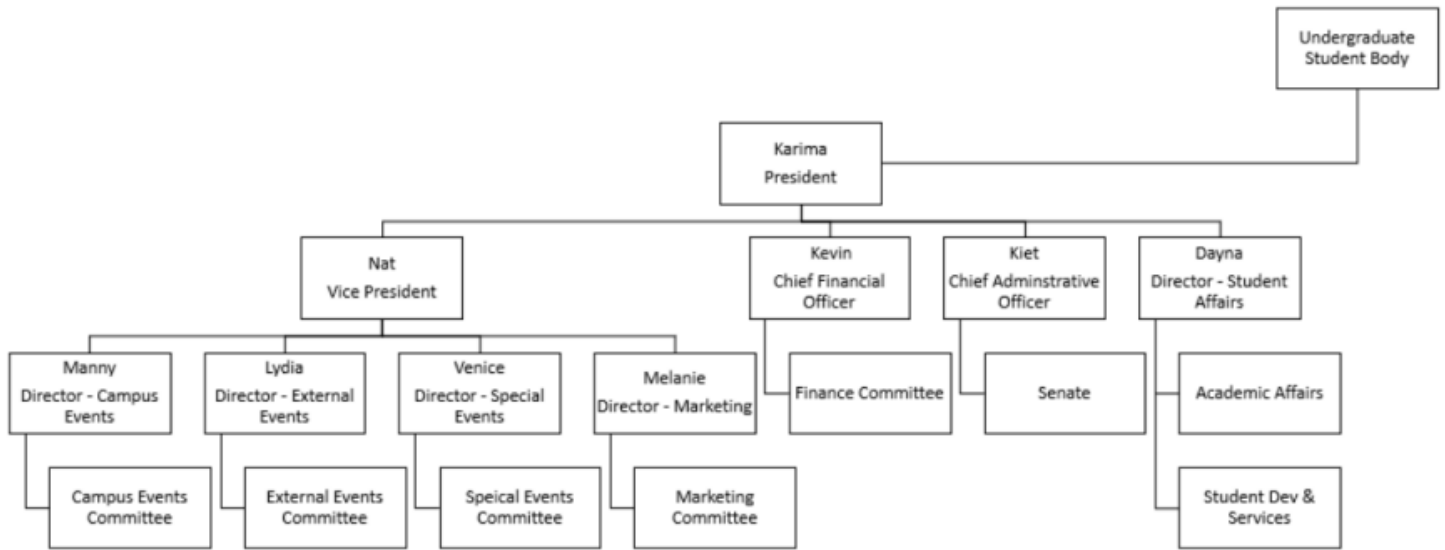 Undergraduate
Student Body
Karima
President
Nat
Vice President
Kevin
Chief Financial
Officer
Kiet
Chief Adminstrative
Officer
Dayna
Director - Student
Affairs
Manny
Director - Campus
Events
Lydia
Director - External
Events
Venice
Director - Special
Events
Melanie
Director - Marketing
Finance Committee
Senate
Academic Affairs
Campus Events
Committee
External Events
Committee
Speical Events
Committee
Marketing
Committee
Student Dev &
Services